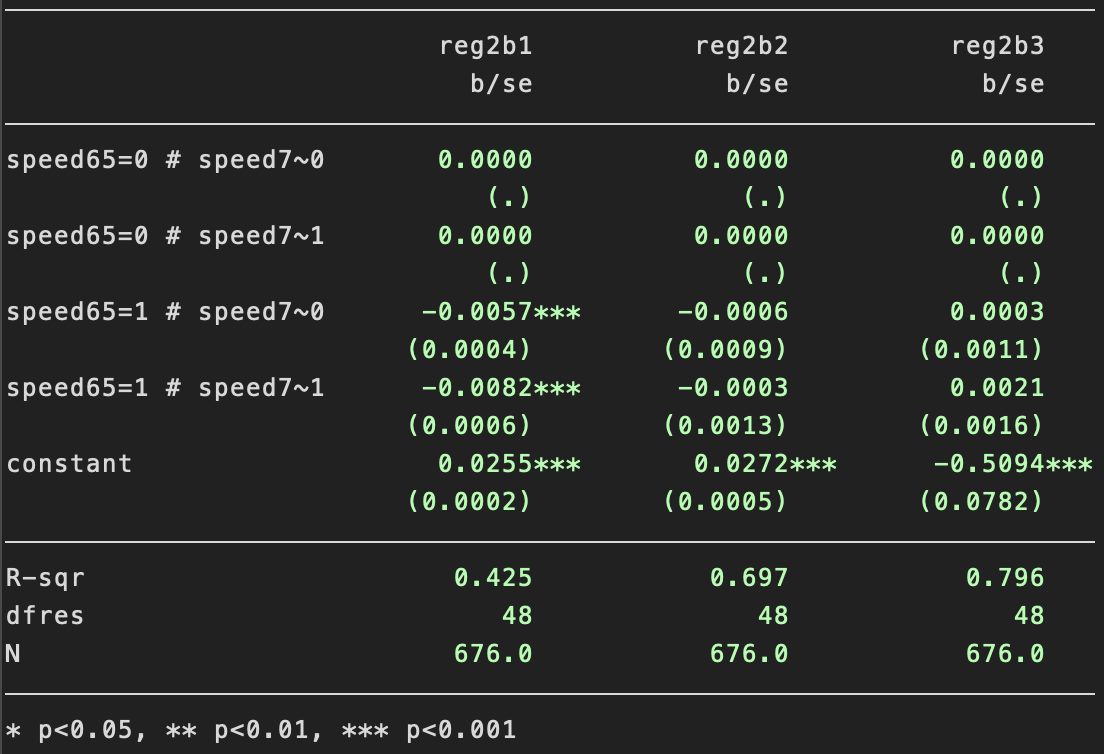 reg2b1 reg2b2 reg2b3
b/se b/se b/se
speed65=0 # speed7~0 0.0000 0.0000 0.0000
(.) (.) (.)
speed65=0 # speed7~1 0.0000 0.0000 0.0000
(.) (.) (.)
speed65=1 # speed7~0 -0.0057*** -0.0006 0.0003
(0.0004) (0.0009) (0.0011)
speed65=1 # speed7~1 -0.0082*** -0.0003 0.0021
(0.0006) (0.0013) (0.0016)
constant 0.0255*** 0.0272*** -0.5094***
(0.0002) (0.0005) (0.0782)
R-sqr 0.425 0.697 0.796
dfres 48 48 48
N 676.0 676.0 676.0
* p<0.05, ** p<0.01, *** p<0.001